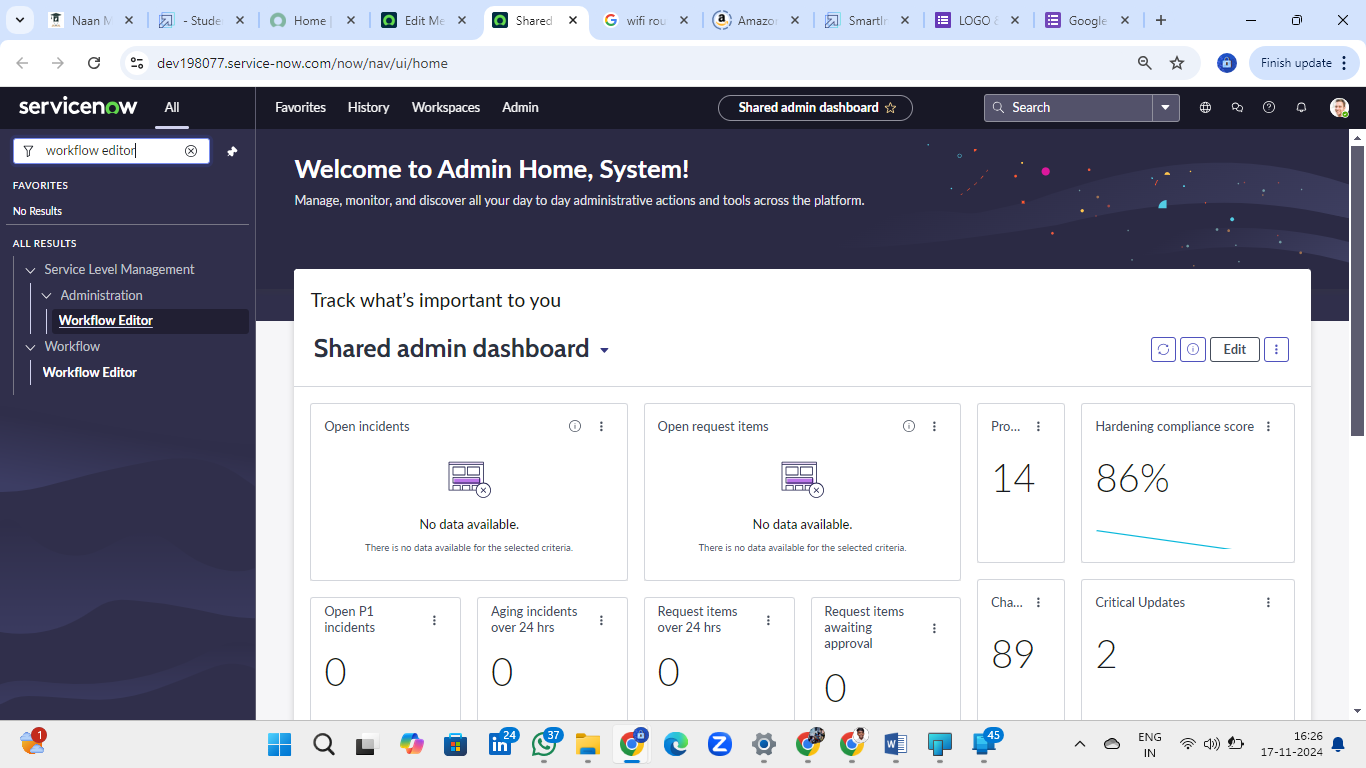 Naan M
- Stude
Home |
Edit Me
Shared
wifi rou
Amazon
SmartIn
LOGO &
Google
dev198077.service-now.com/now/nav/ui/home
Finish update
servicenow
All
Favorites
History
Workspaces
Admin
Shared admin dashboard
Search
workflow editor
FAVORITES
No Results
ALL RESULTS
Service Level Management
Administration
Workflow Editor
Workflow
Workflow Editor
Welcome to Admin Home, System!
Manage, monitor, and discover all your day to day administrative actions and tools across the platform.
Track what's important to you
Shared admin dashboard
Edit
Open incidents
No data available.
There is no data available for the selected criteria.
Open request items
No data available.
There is no data available for the selected criteria.
Pro...
14
Hardening compliance score
86%
Open P1
incidents
0
Aging incidents
over 24 hrs
0
Request items
over 24 hrs
0
Request items
awaiting
approval
0
Cha...
89
Critical Updates
2
1
24
37
45
ENG
IN
16:26
17-11-2024